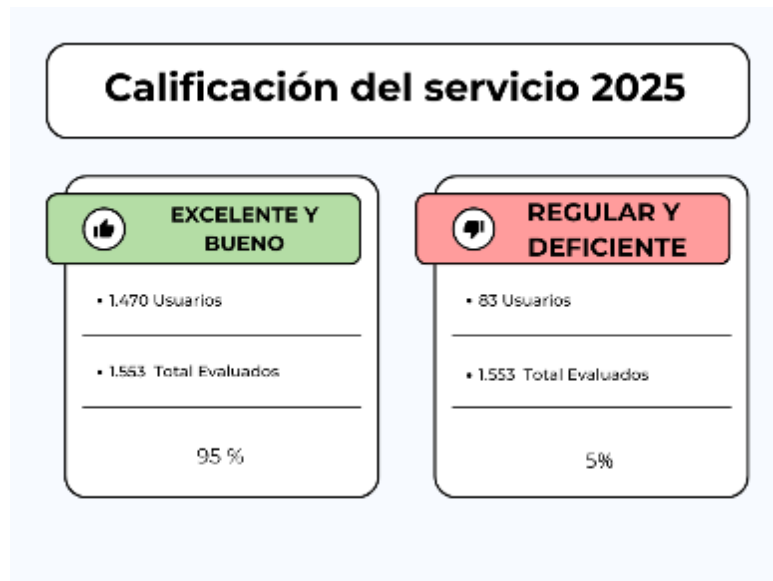 Calificación del servicio 2025
EXCELENTE Y
BUENO
• 1.470 Usuarios
• 1.553 Total Evaluados
95 %
REGULAR Y
DEFICIENTE
• 83 Usuarios
• 1.553 Total Evaluados
5%